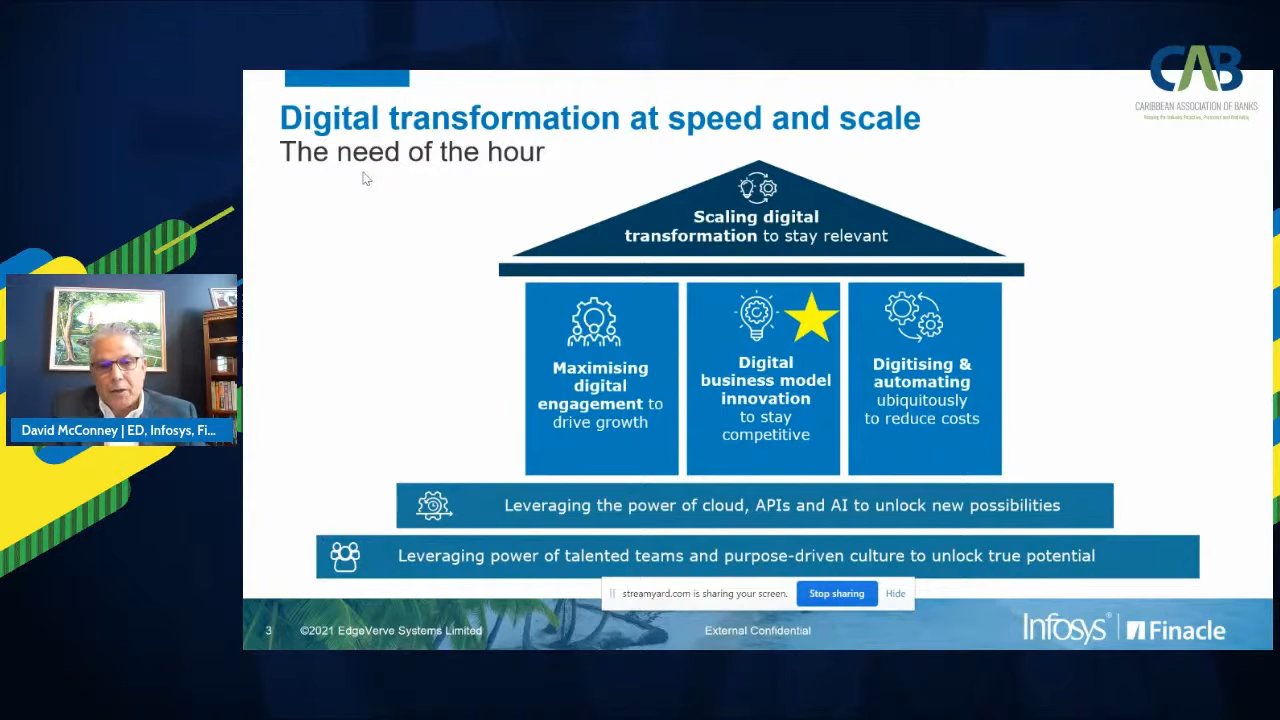 CAB
CARIBBEAN ASSOCIATION OF BANKS
Digital transformation at speed and scale
The need of the hour
Scaling digital
transformation to stay relevant
Maximising
digital
engagement to
drive growth
Digital
business model
innovation
to stay
competitive
Digitising &
automating
ubiquitously
to reduce costs
David McConney | ED, Infosys, Fi...
Leveraging the power of cloud, APIs and AI to unlock new possibilities
Leveraging power of talented teams and purpose-driven culture to unlock true potential
streamyard.com is sharing your screen.
Stop sharing
Hide
3
©2021 EdgeVerve Systems Limited
External Confidential
Infosys | Finacle